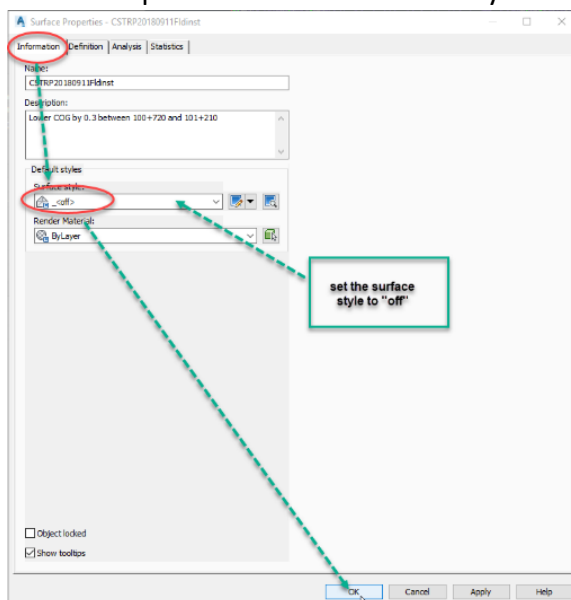 Surface Properties - CSTRP20180911Fldinst
Information Definition Analysis Statistics
Name:
CSTRP20180911Fldinst
Description:
Lower COG by 0.3 between 100+720 and 101+210
Default styles
Surface style:
_<off>
Render Material:
ByLayer
set the surface
style to "off"
Object locked
Show tooltips
OK Cancel Apply Help